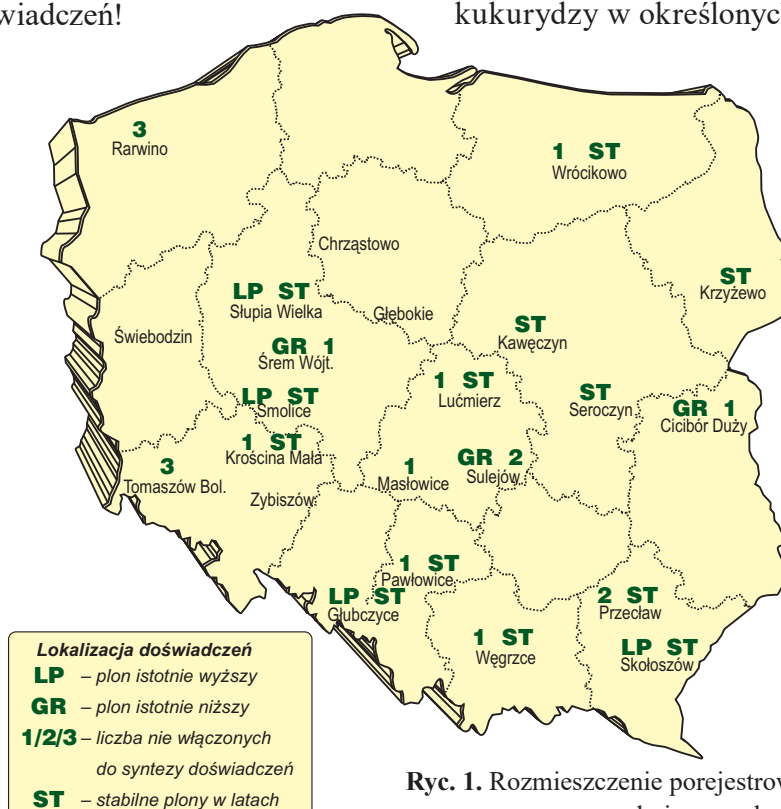 wiadczeń!
kukurydzy w określonych
3
Rarwino
1 ST
Wrócikowo
Chrząstowo
LP ST
Słupia Wielka
Głębokie
ST
Krzyżewo
Świebodzin
GR 1
Śrem Wójt.
ST
Kawęczyn
LP ST
Smolice
1 ST
Lućmierz
ST
Seroczyn
GR 1
Cicibór Duży
1 ST
Krościna Mała
3
Tomaszów Bol.
1
Masłowice
GR 2
Sulejów
Zybiszów
1 ST
Pawłowice
LP ST
Głubczyce
2 ST
Przecław
1 ST
Węgrzce
LP ST
Skołoszów
Lokalizacja doświadczeń
LP – plon istotnie wyższy
GR – plon istotnie niższy
1/2/3 – liczba nie włączonych
do syntezy doświadczeń
ST – stabilne plony w latach
Ryc. 1. Rozmieszczenie porejestrow